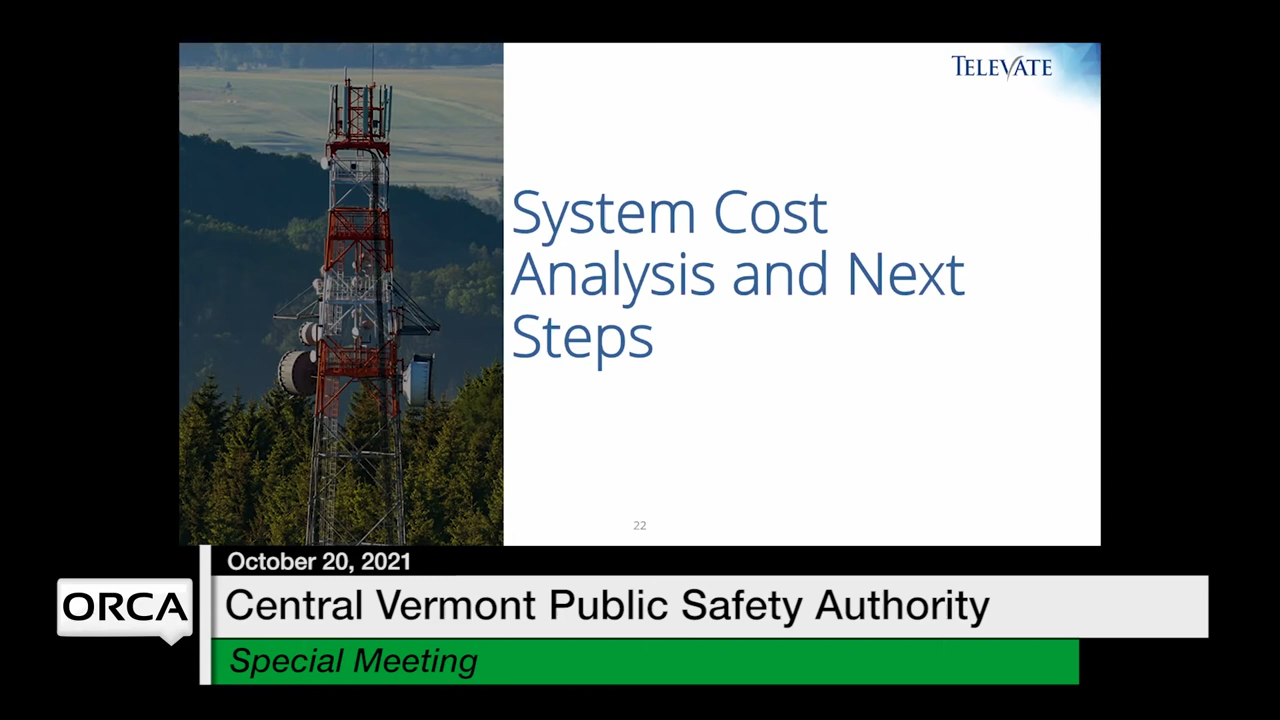 TELEVATE
System Cost
Analysis and Next
Steps
22
October 20, 2021
ORCA
Central Vermont Public Safety Authority
Special Meeting